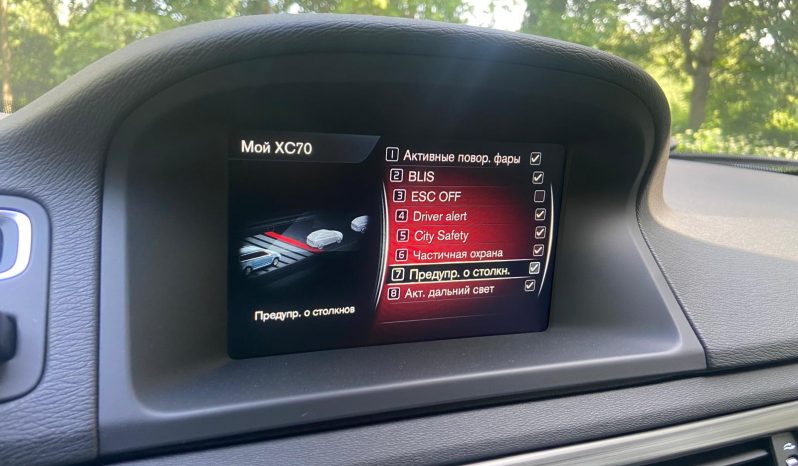 Мой XC70
1 Активные повор. фары
2 BLIS
3 ESC OFF
4 Driver alert
5 City Safety
6 Частичная охрана
7 Предупр. о столкн.
8 Акт. дальний свет
Предупр. о столкнов